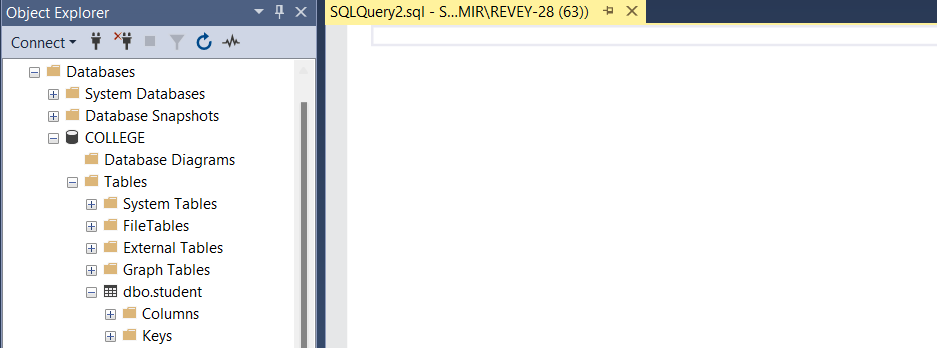 Object Explorer
Connect
Databases
System Databases
Database Snapshots
COLLEGE
Database Diagrams
Tables
System Tables
FileTables
External Tables
Graph Tables
dbo.student
Columns
Keys
SQLQuery2.sql - S...MIR\REVEY-28 (63))